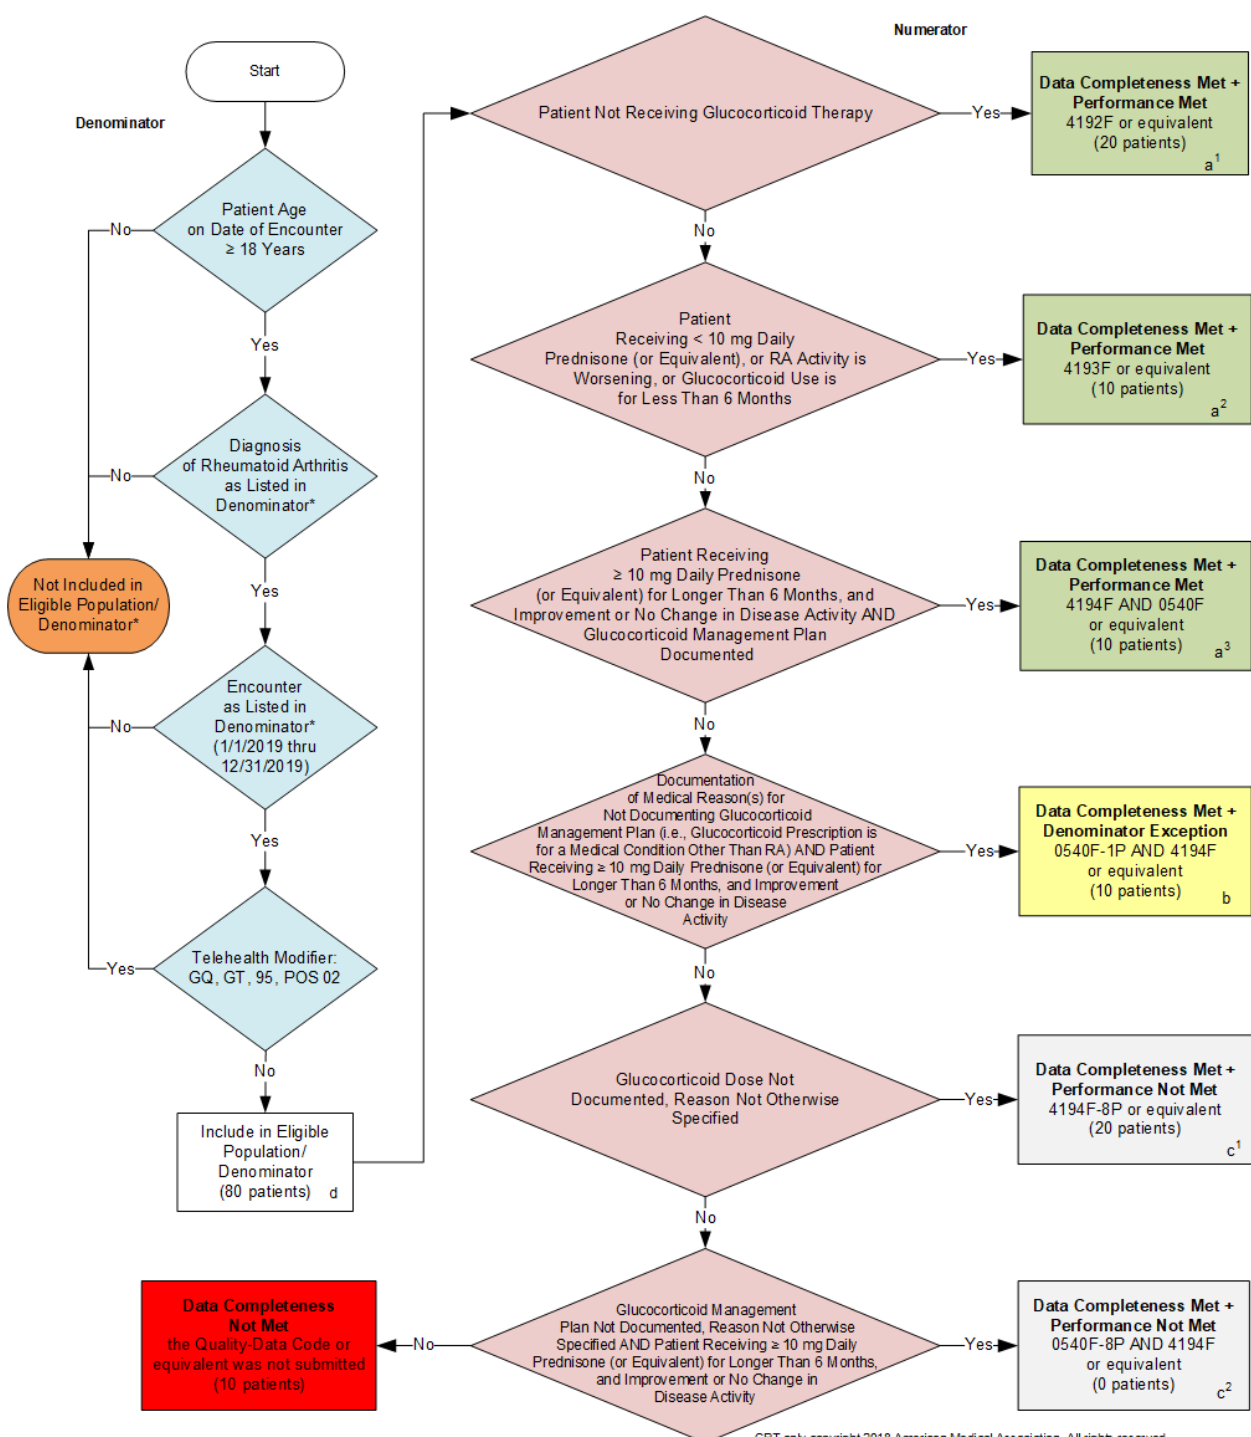 Numerator
Start
Denominator
Patient Age
on Date of Encounter
≥ 18 Years
No
Yes
Diagnosis
of Rheumatoid Arthritis
as Listed in
Denominator*
No
Yes
Not Included in
Eligible Population/
Denominator*
Encounter
as Listed in
Denominator*
(1/1/2019 thru
12/31/2019)
No
Yes
Telehealth Modifier:
GQ, GT, 95, POS 02
Yes
No
Include in Eligible
Population/
Denominator
(80 patients) d
Patient Not Receiving Glucocorticoid Therapy
Yes
Data Completeness Met +
Performance Met
4192F or equivalent
(20 patients)
a1
No
Patient
Receiving < 10 mg Daily
Prednisone (or Equivalent), or RA Activity is
Worsening, or Glucocorticoid Use is
for Less Than 6 Months
Yes
Data Completeness Met +
Performance Met
4193F or equivalent
(10 patients)
a2
No
Patient Receiving
≥ 10 mg Daily Prednisone
(or Equivalent) for Longer Than 6 Months, and
Improvement or No Change in Disease Activity AND
Glucocorticoid Management Plan
Documented
Yes
Data Completeness Met +
Performance Met
4194F AND 0540F
or equivalent
(10 patients)
a3
No
Documentation
of Medical Reason(s) for
Not Documenting Glucocorticoid
Management Plan (i.e., Glucocorticoid Prescription is
for a Medical Condition Other Than RA) AND Patient
Receiving ≥ 10 mg Daily Prednisone (or Equivalent) for
Longer Than 6 Months, and Improvement
or No Change in Disease
Activity
Yes
Data Completeness Met +
Denominator Exception
0540F-1P AND 4194F
or equivalent
(10 patients)
b
No
Glucocorticoid Dose Not
Documented, Reason Not Otherwise
Specified
Yes
Data Completeness Met +
Performance Not Met
4194F-8P or equivalent
(20 patients)
c1
No
Glucocorticoid Management
Plan Not Documented, Reason Not Otherwise
Specified AND Patient Receiving ≥ 10 mg Daily
Prednisone (or Equivalent) for Longer Than 6 Months,
and Improvement or No Change in
Disease Activity
Yes
Data Completeness Met +
Performance Not Met
0540F-8P AND 4194F
or equivalent
(0 patients)
c2
No
Data Completeness
Not Met
the Quality-Data Code or
equivalent was not submitted
(10 patients)
CPT only copyright 2018 American Medical Association. All rights reserved